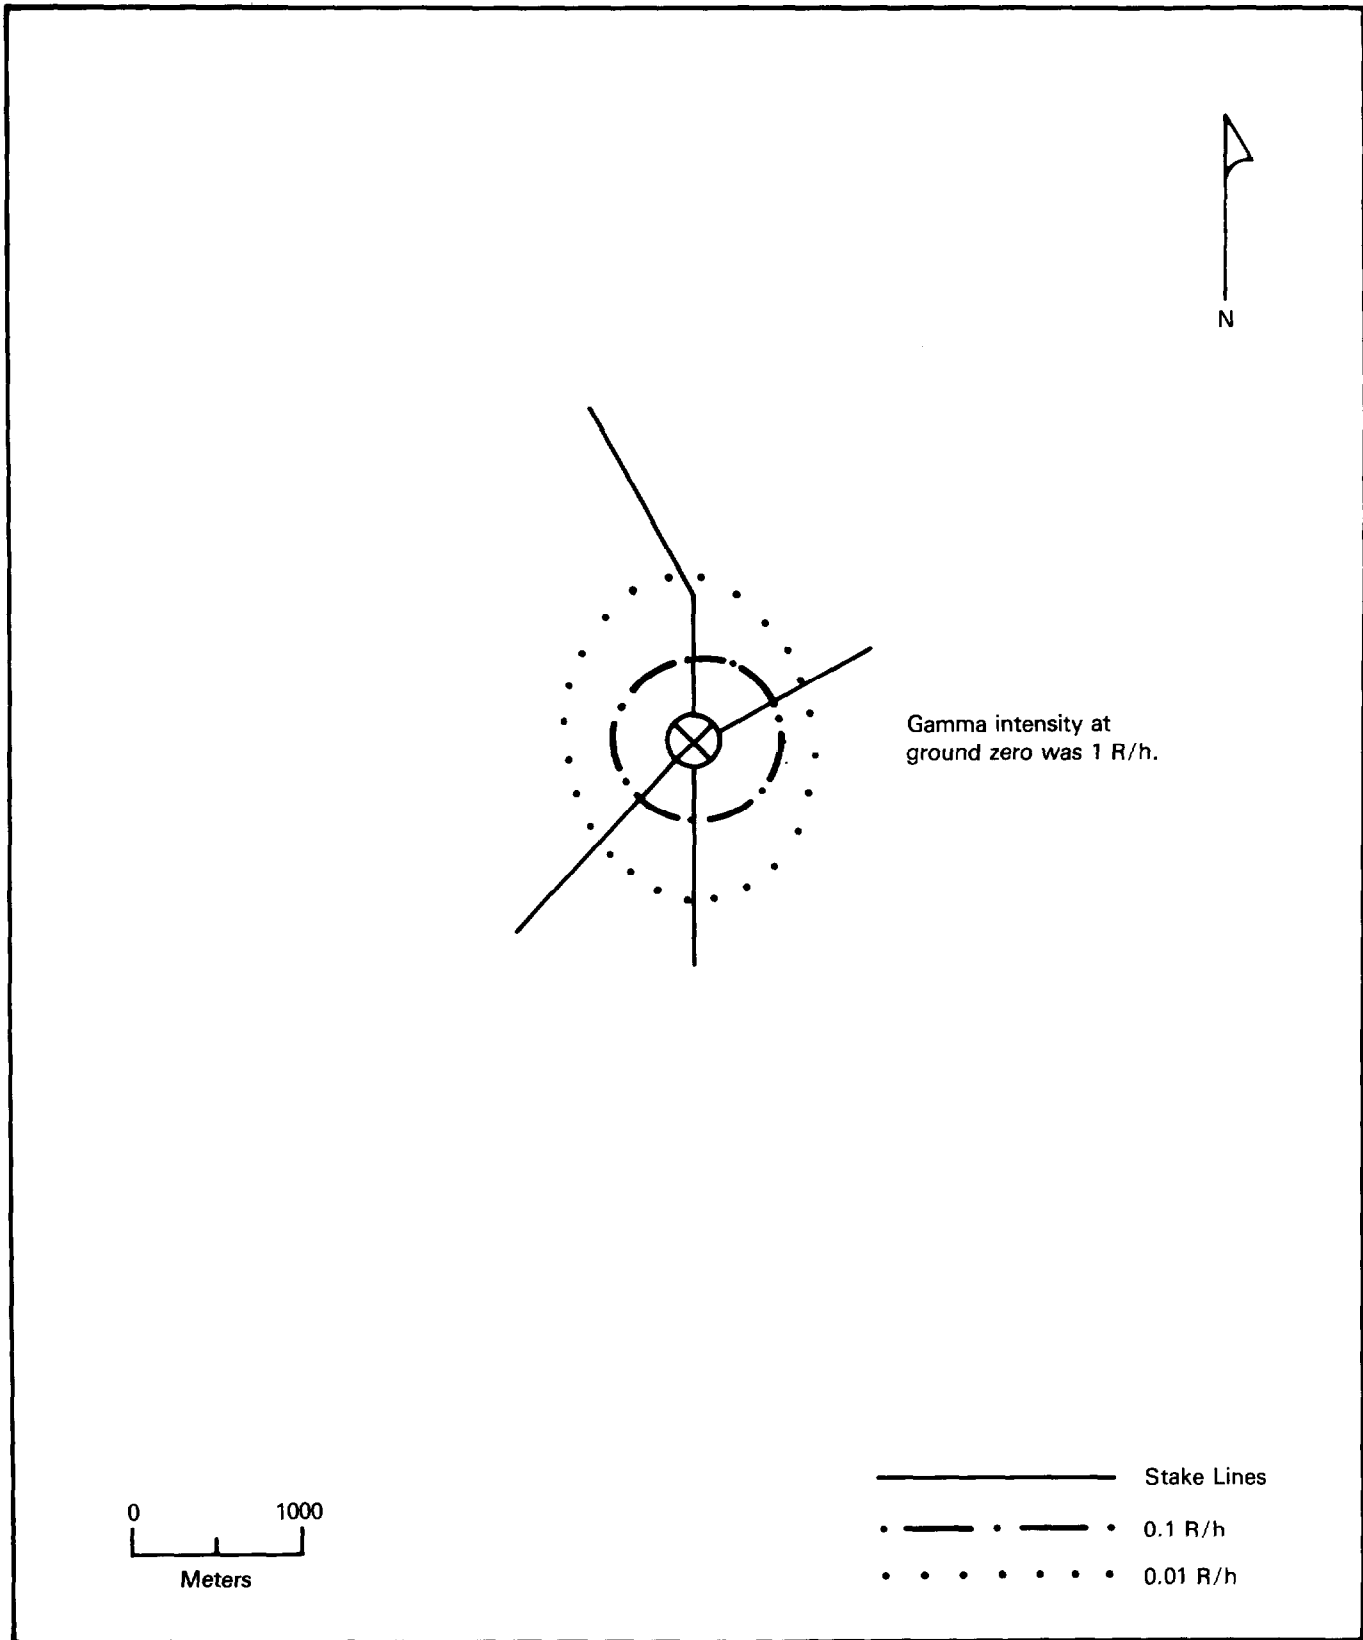 N
Gamma intensity at
ground zero was 1 R/h.
0 1000
Meters
Stake Lines
0.1 R/h
0.01 R/h